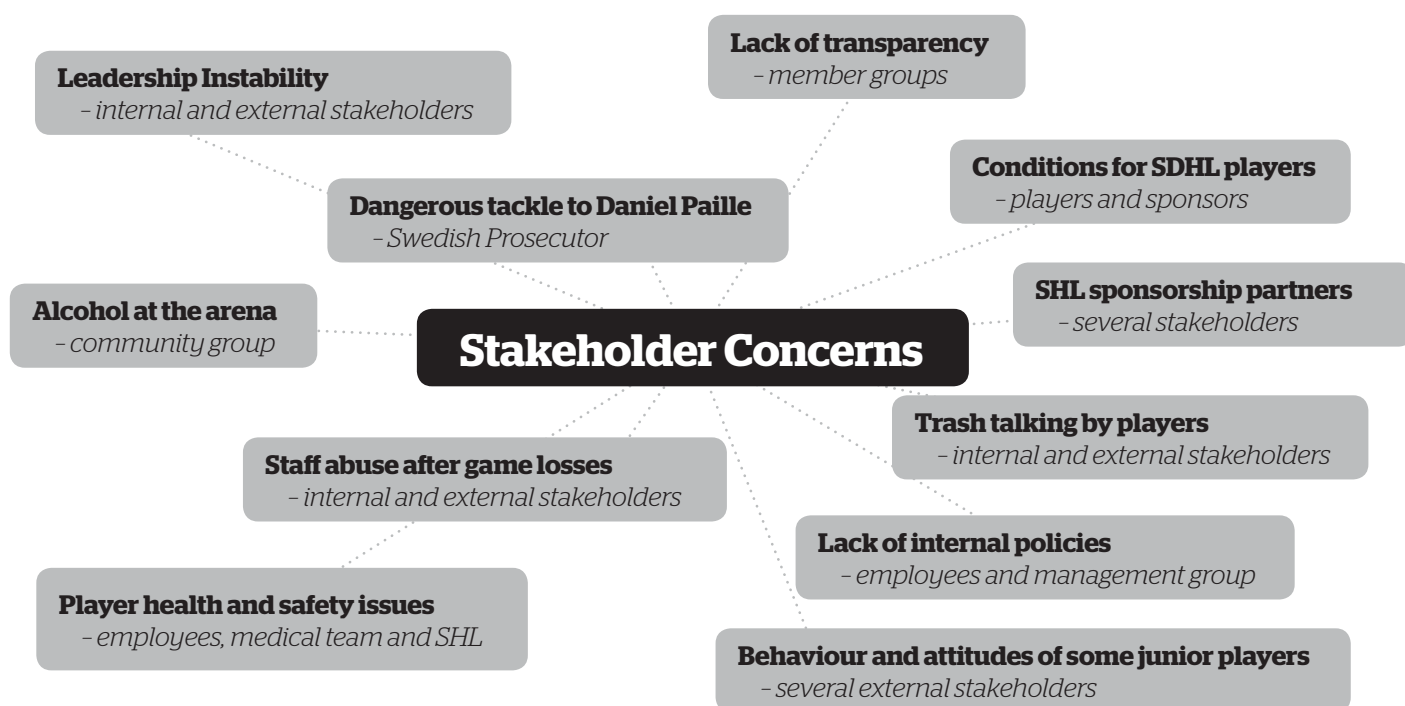 Lack of transparency
– member groups
Leadership Instability
– internal and external stakeholders
Conditions for SDHL players
– players and sponsors
Dangerous tackle to Daniel Paille
– Swedish Prosecutor
SHL sponsorship partners
– several stakeholders
Alcohol at the arena
– community group
Stakeholder Concerns
Trash talking by players
– internal and external stakeholders
Staff abuse after game losses
– internal and external stakeholders
Lack of internal policies
– employees and management group
Player health and safety issues
– employees, medical team and SHL
Behaviour and attitudes of some junior players
– several external stakeholders